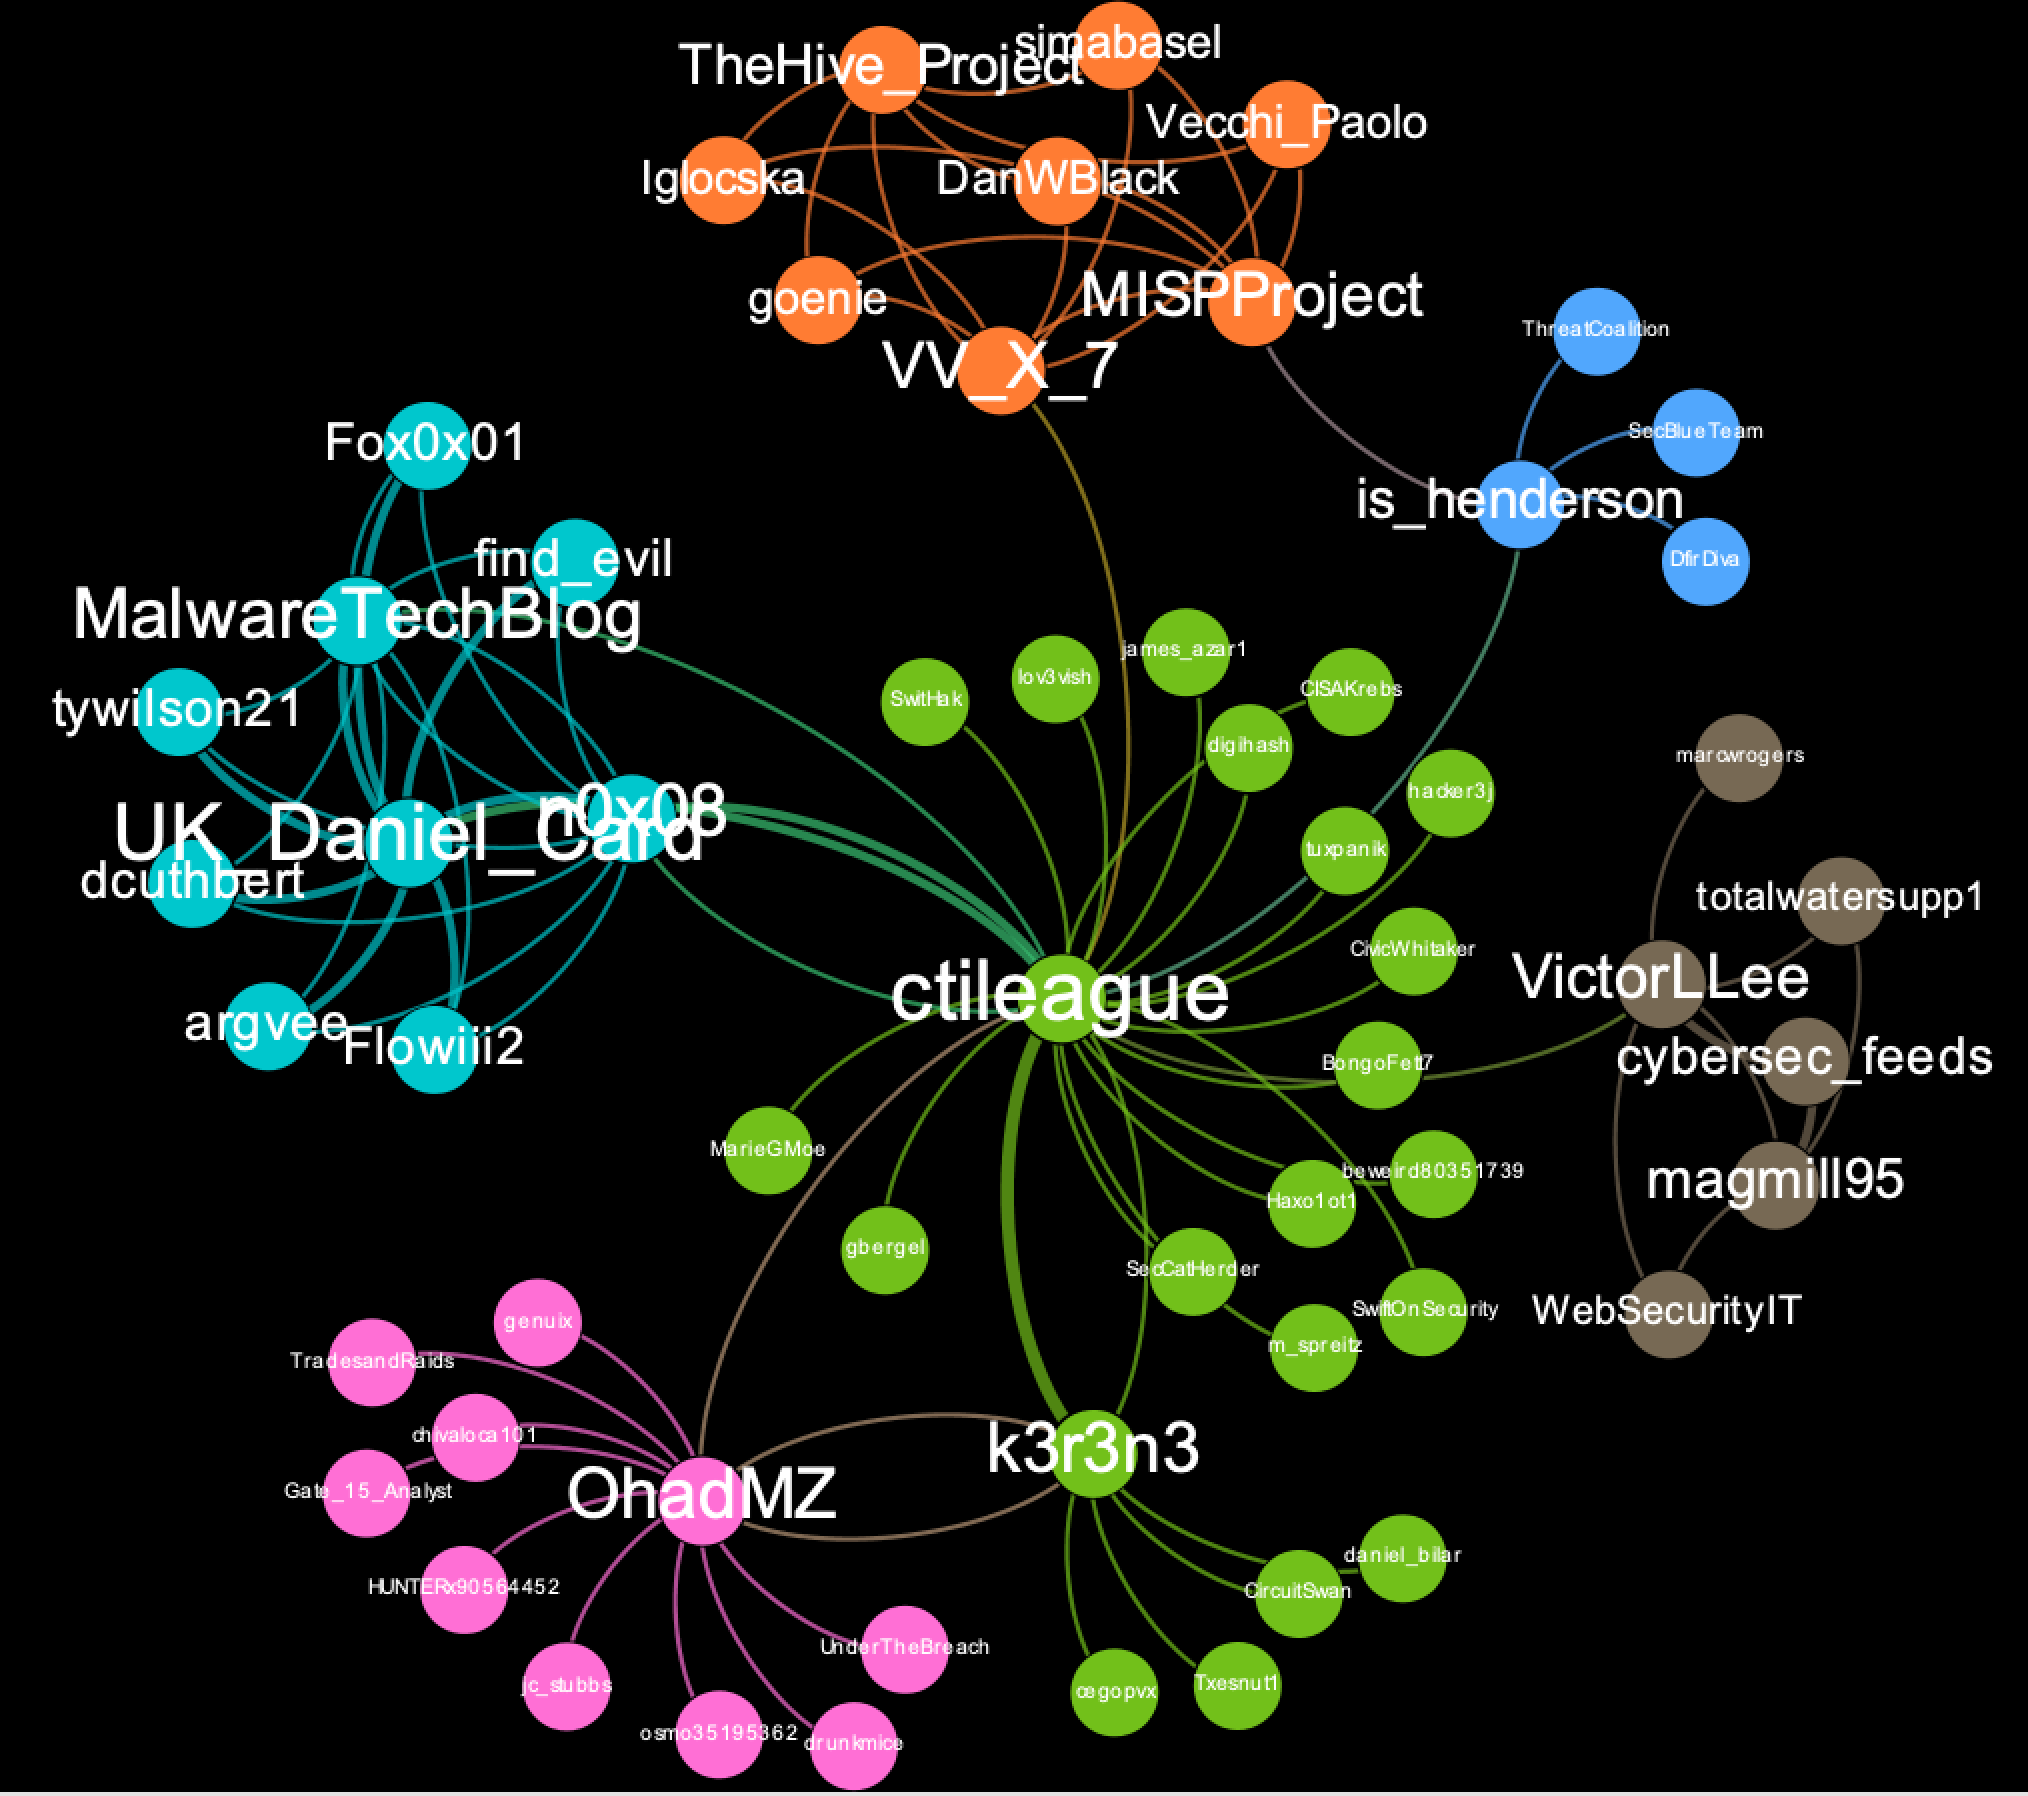 simabasel
TheHive_Project
Vecchi_Paolo
Iglocska
DanWBlack
goenie
MISPProject
VV_X_7
ThreatCoalition
SecBlueTeam
is_henderson
DfirDiva
Fox0x01
find_evil
MalwareTechBlog
tywilson21
UK_Daniel_Card
n0x08
dcuthbert
argvee
Flowiii2
SwitHak
lov3vish
james_azar1
CISAKrebs
digihash
hacker3j
tuxpanik
CivicWhitaker
ctileague
BongoFett7
marcwrogers
totalwatersupp1
VictorLLee
cybersec_feeds
magmill95
WebSecurityIT
MarieGMoe
gbergel
beweird80351739
Haxo1ot1
SecCatHerder
SwiftOnSecurity
m_spreitz
genuix
TradesandRaids
chivaloca101
Gate_15_Analyst
OhadMZ
k3r3n3
HUNTERx90564452
jc_stubbs
osmo35195362
drunkmice
UnderTheBreach
daniel_bilar
CircuitSwan
cegopvx
Txesnut1